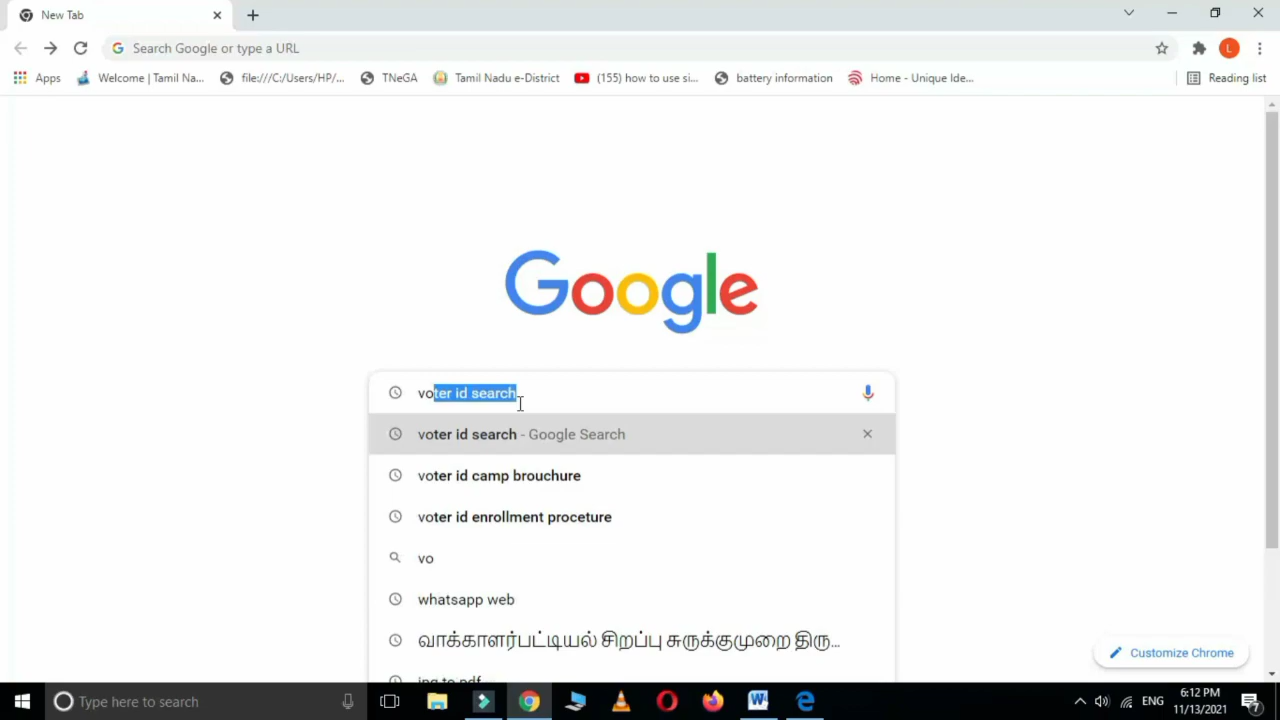 New Tab
Search Google or type a URL
L
Apps
Welcome | Tamil Na...
file:///C:/Users/HP/...
TNeGA
Tamil Nadu e-District
(155) how to use si...
battery information
Home - Unique Ide...
Reading list
Google
voter id search
voter id search - Google Search
voter id camp brouchure
voter id enrollment proceture
vo
whatsapp web
வாக்காளர்பட்டியல் சிறப்பு சுருக்குமுறை திரு...
Customize Chrome
Type here to search
ENG
6:12 PM
11/13/2021
7